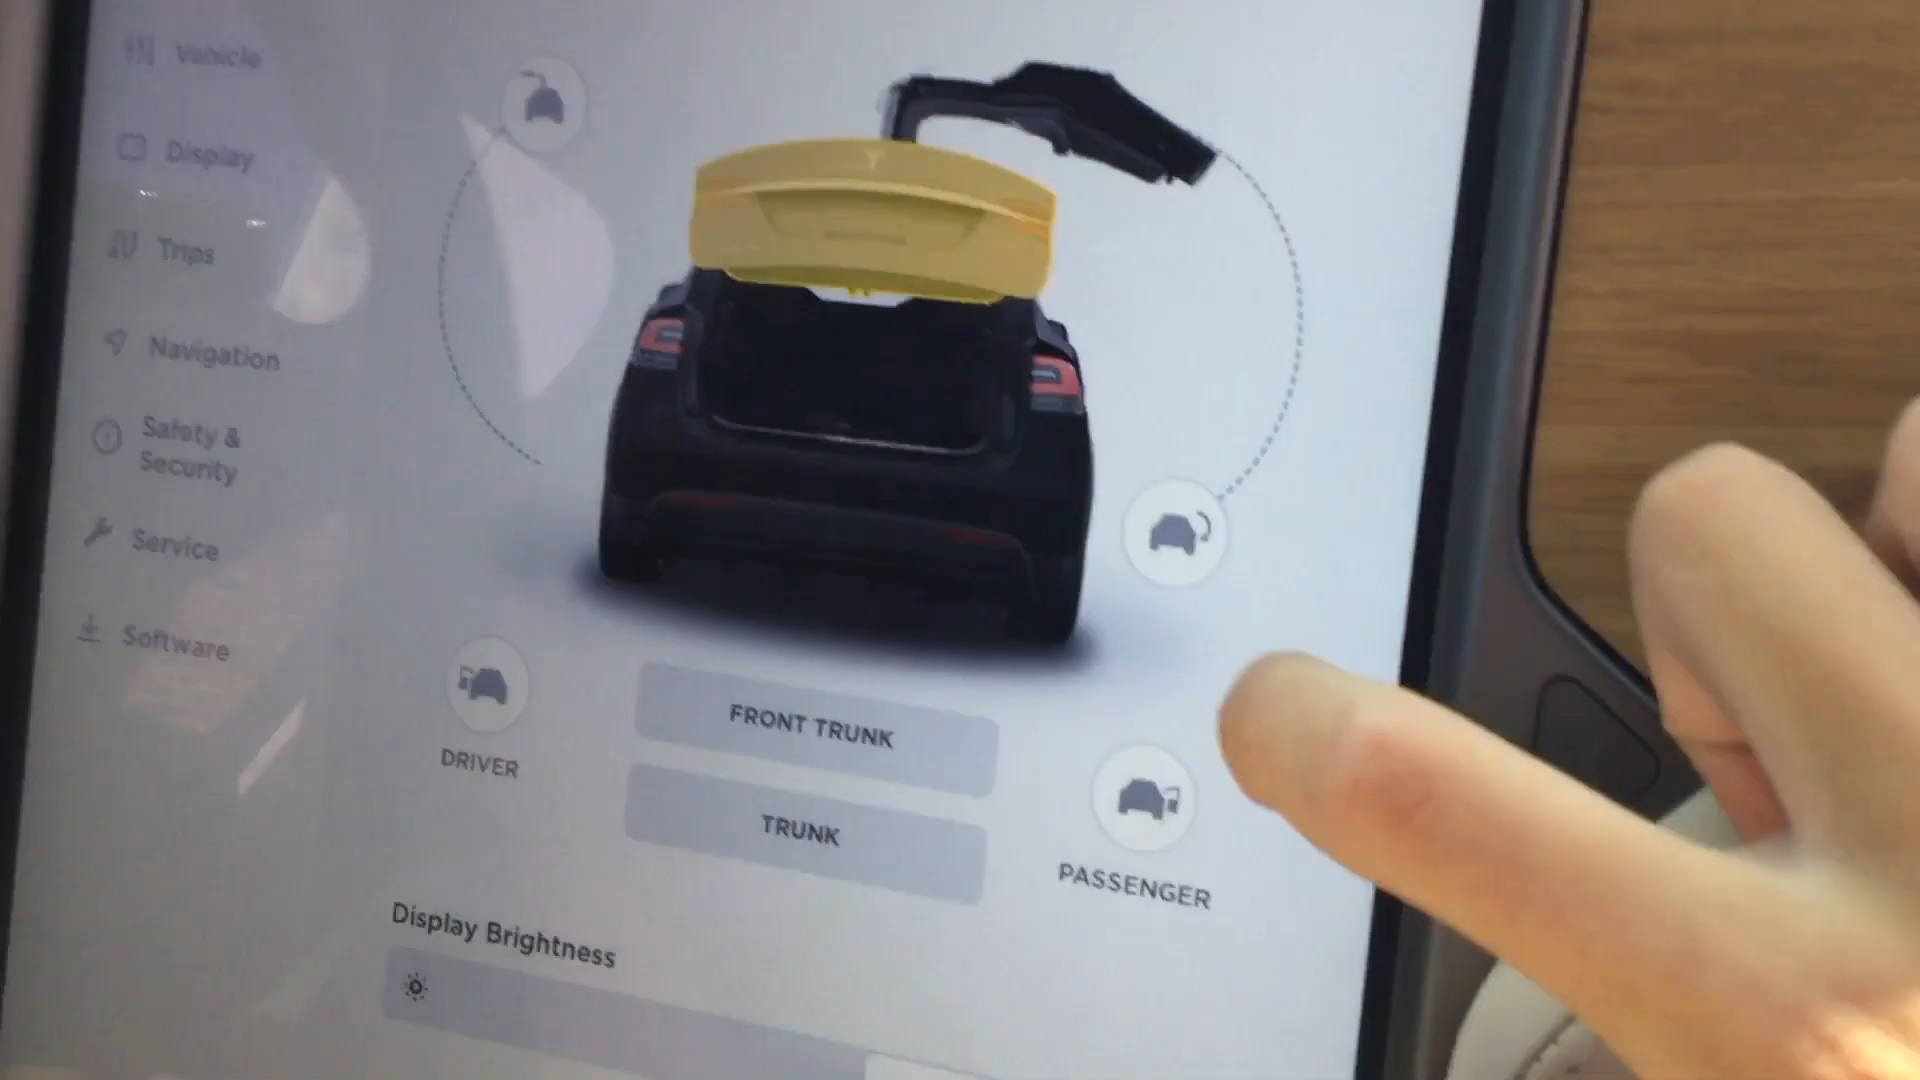 Vehicle
Display
Trips
Navigation
Safety &
Security
Service
Software
DRIVER
FRONT TRUNK
TRUNK
PASSENGER
Display Brightness